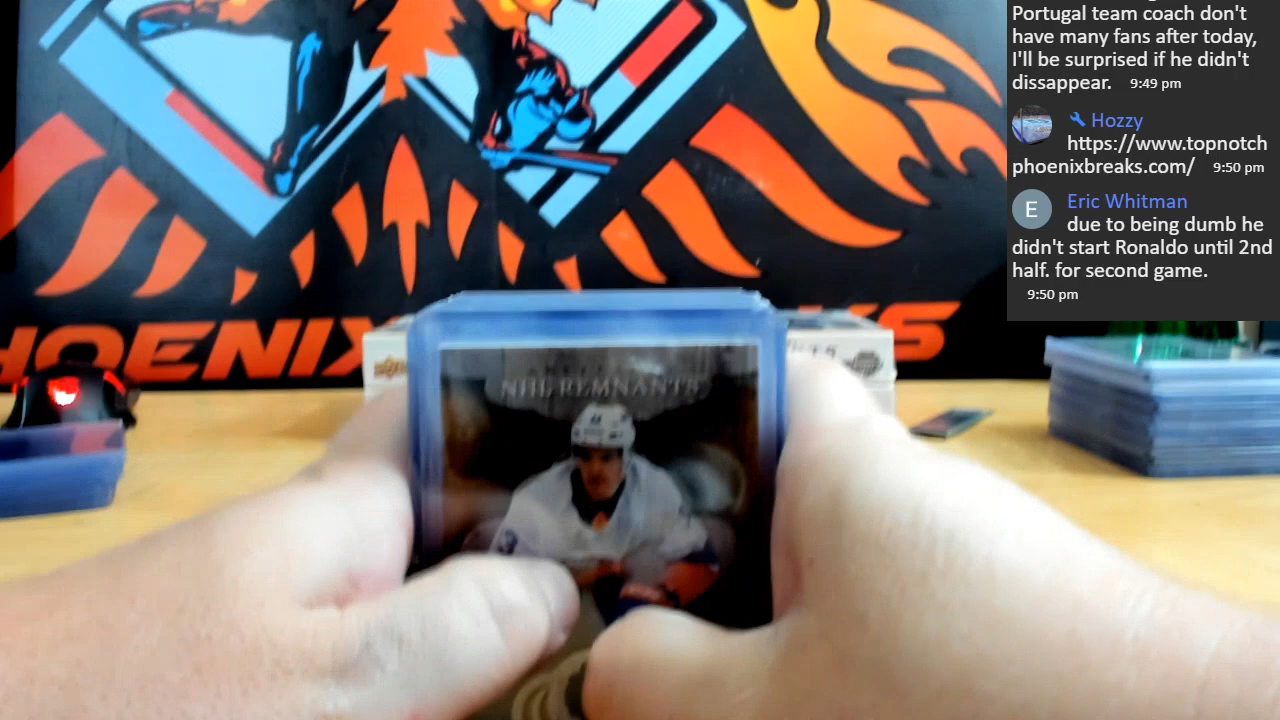 Portugal team coach don't
have many fans after today,
I'll be surprised if he didn't
dissappear. 9:49 pm
Hozzy
https://www.topnotch
phoenixbreaks.com/ 9:50 pm
E
Eric Whitman
due to being dumb he
didn't start Ronaldo until 2nd
half. for second game.
9:50 pm
HOENIX
KS
NHL REMNANTS